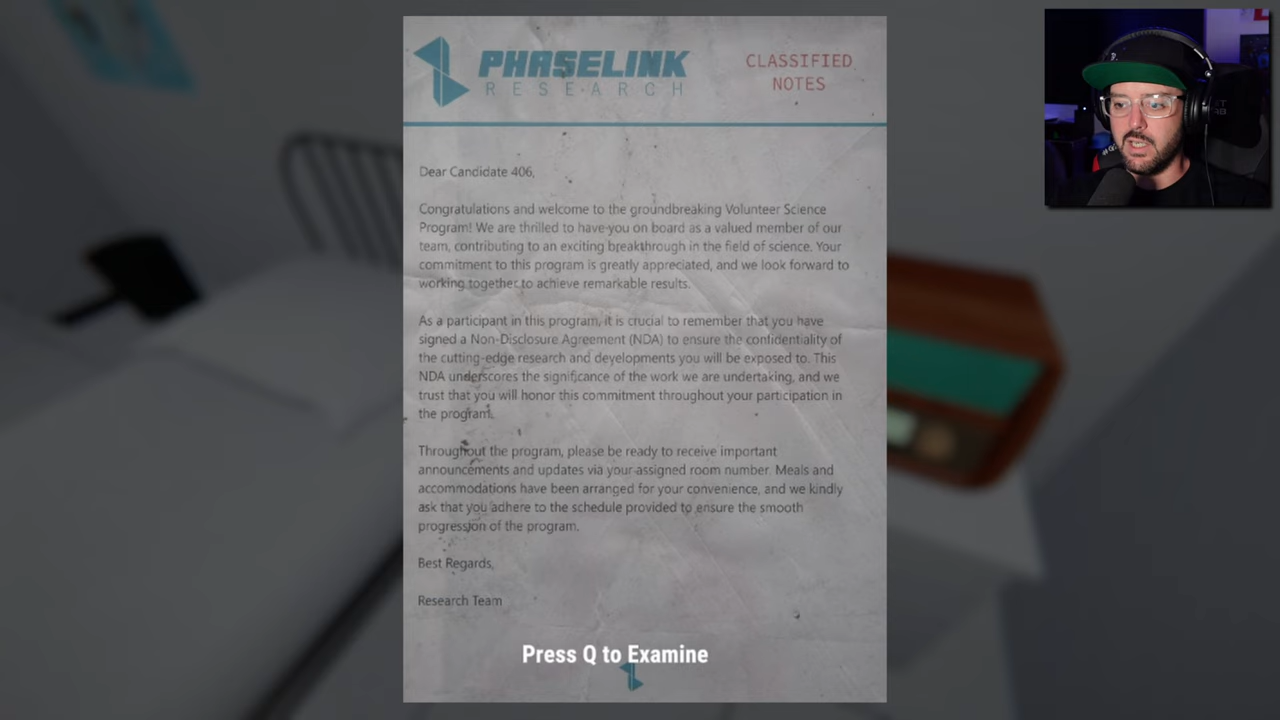 PHASELINK
RESEARCH
CLASSIFIED
NOTES
Dear Candidate 406,
Congratulations and welcome to the groundbreaking Volunteer Science
Program! We are thrilled to have you on board as a valued member of our
team, contributing to an exciting breakthrough in the field of science. Your
commitment to this program is greatly appreciated, and we look forward to
working together to achieve remarkable results.
As a participant in this program, it is crucial to remember that you have
signed a Non-Disclosure Agreement (NDA) to ensure the confidentiality of
the cutting-edge research and developments you will be exposed to. This
NDA underscores the significance of the work we are undertaking, and we
trust that you will honor this commitment throughout your participation in
the program.
Throughout the program, please be ready to receive important
announcements and updates via your assigned room number. Meals and
accommodations have been arranged for your convenience, and we kindly
ask that you adhere to the schedule provided to ensure the smooth
progression of the program.
Best Regards,
Research Team
Press Q to Examine